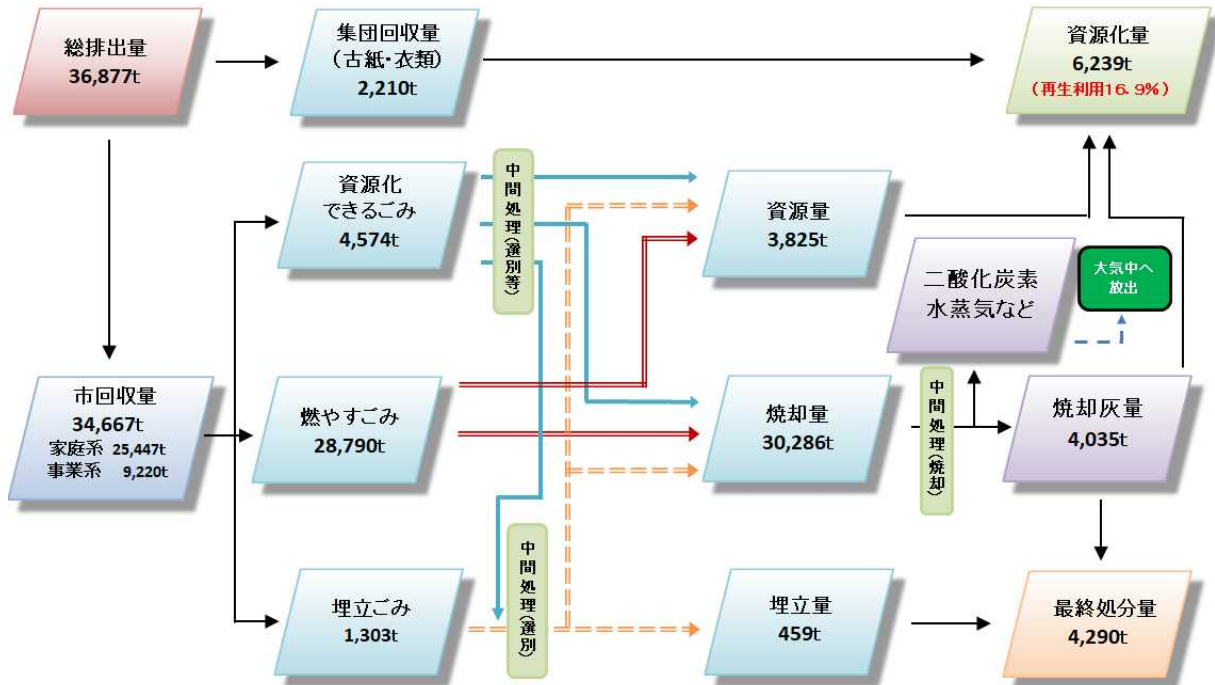 総排出量
36,877t
集団回収量
(古紙・衣類)
2,210t
資源化量
6,239t
(再生利用16.9%)
資源化
できるごみ
4,574t
中間処理(選別等)
資源量
3,825t
二酸化炭素
水蒸気など
大気中へ
放出
市回収量
34,667t
家庭系 25,447t
事業系 9,220t
燃やすごみ
28,790t
焼却量
30,286t
中間処理(焼却)
焼却灰量
4,035t
埋立ごみ
1,303t
中間処理(選別)
埋立量
459t
最終処分量
4,290t